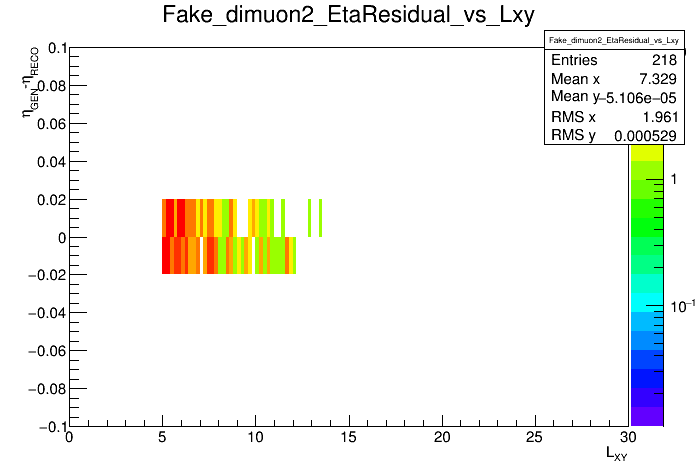 Fake_dimuon2_EtaResidual_vs_Lxy
Fake_dimuon2_EtaResidual_vs_Lxy
Entries 218
Mean x 7.329
Mean y −5.106e−05
RMS x 1.961
RMS y 0.000529
η_GEN-η_RECO
0.1
0.08
0.06
0.04
0.02
0
−0.02
−0.04
−0.06
−0.08
−0.1
0 5 10 15 20 25 30
L_XY
1
10⁻¹